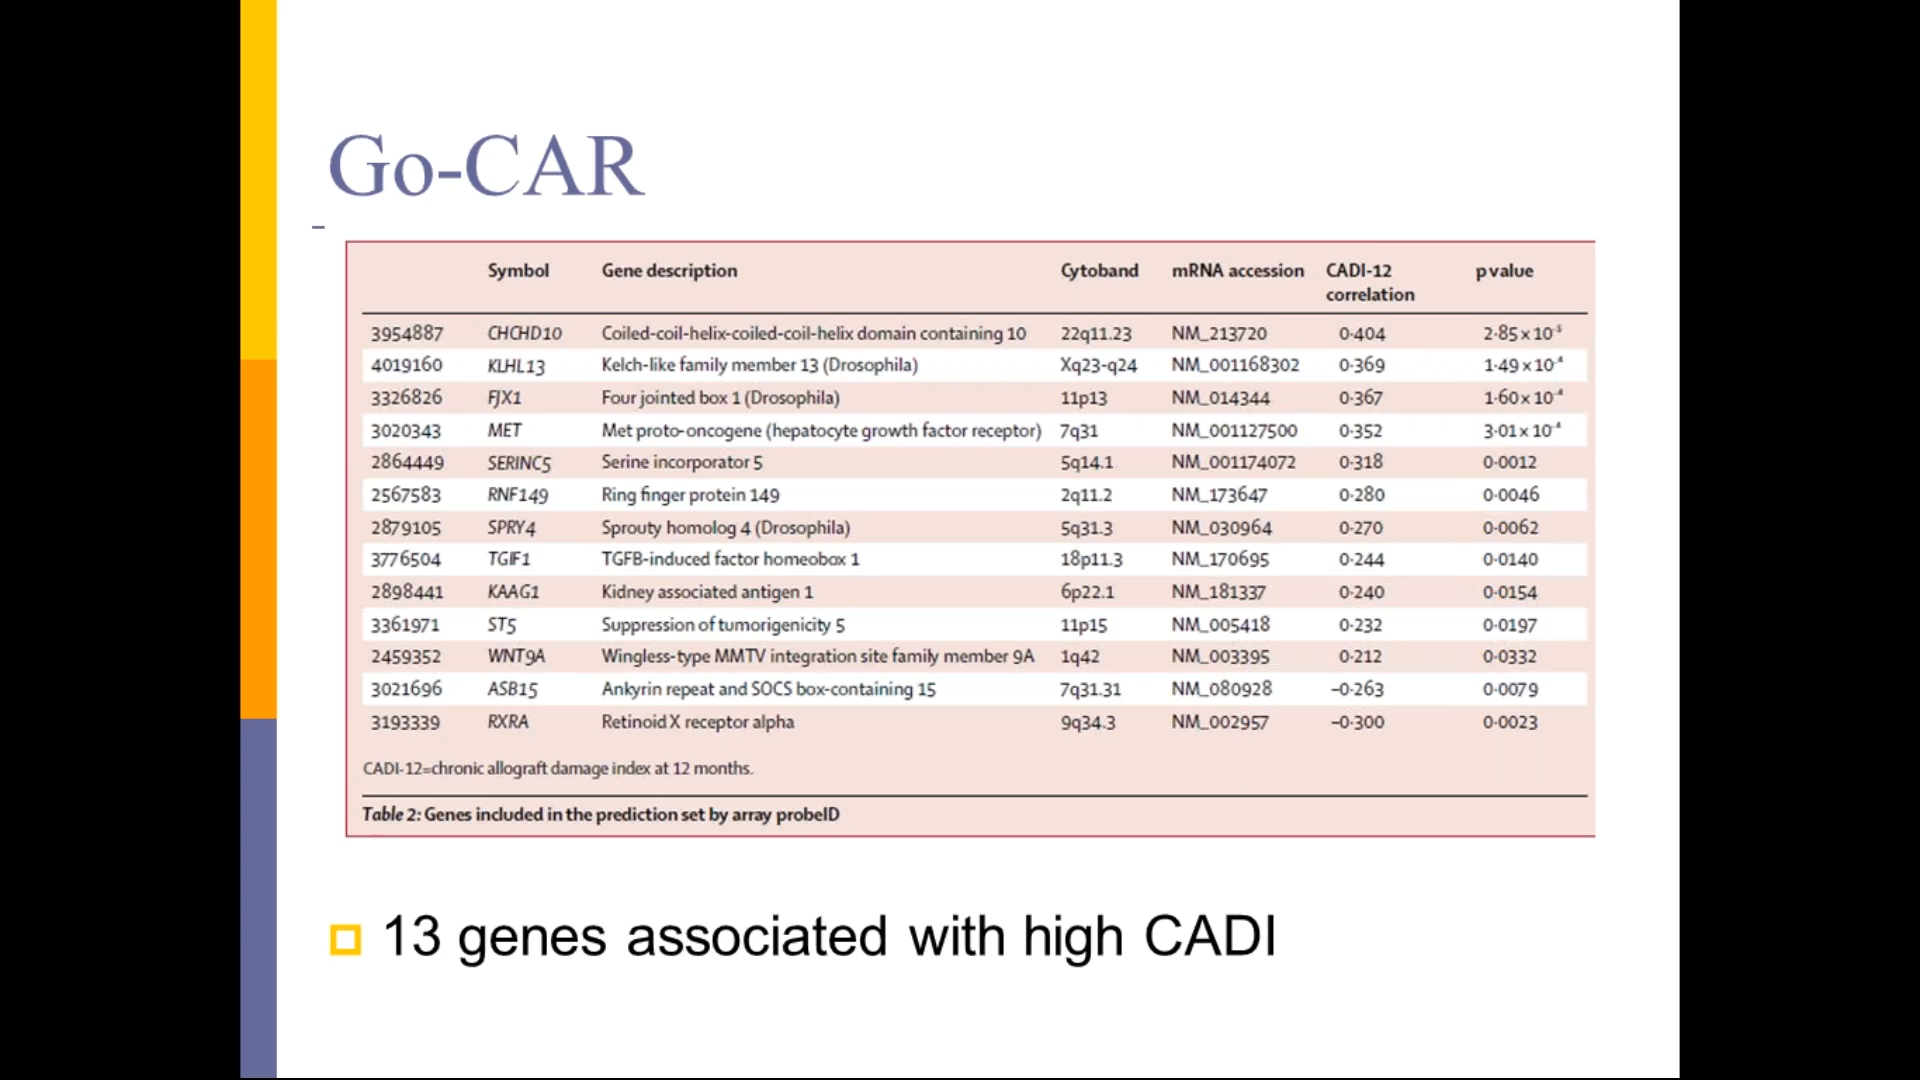 Go-CAR
Symbol Gene description Cytoband mRNA accession CADI-12 correlation p value
3954887 CHCHD10 Coiled-coil-helix-coiled-coil-helix domain containing 10 22q11.23 NM_213720 0·404 2·85 x 10⁻⁵
4019160 KLHL13 Kelch-like family member 13 (Drosophila) Xq23-q24 NM_001168302 0·369 1·49 x 10⁻⁴
3326826 FJX1 Four jointed box 1 (Drosophila) 11p13 NM_014344 0·367 1·60 x 10⁻⁴
3020343 MET Met proto-oncogene (hepatocyte growth factor receptor) 7q31 NM_001127500 0·352 3·01 x 10⁻⁴
2864449 SERINC5 Serine incorporator 5 5q14.1 NM_001174072 0·318 0·0012
2567583 RNF149 Ring finger protein 149 2q11.2 NM_173647 0·280 0·0046
2879105 SPRY4 Sprouty homolog 4 (Drosophila) 5q31.3 NM_030964 0·270 0·0062
3776504 TGIF1 TGFB-induced factor homeobox 1 18p11.3 NM_170695 0·244 0·0140
2898441 KAAG1 Kidney associated antigen 1 6p22.1 NM_181337 0·240 0·0154
3361971 ST5 Suppression of tumorigenicity 5 11p15 NM_005418 0·232 0·0197
2459352 WNT9A Wingless-type MMTV integration site family member 9A 1q42 NM_003395 0·212 0·0332
3021696 ASB15 Ankyrin repeat and SOCS box-containing 15 7q31.31 NM_080928 –0·263 0·0079
3193339 RXRA Retinoid X receptor alpha 9q34.3 NM_002957 –0·300 0·0023
CADI-12=chronic allograft damage index at 12 months.
Table 2: Genes included in the prediction set by array probeID
13 genes associated with high CADI